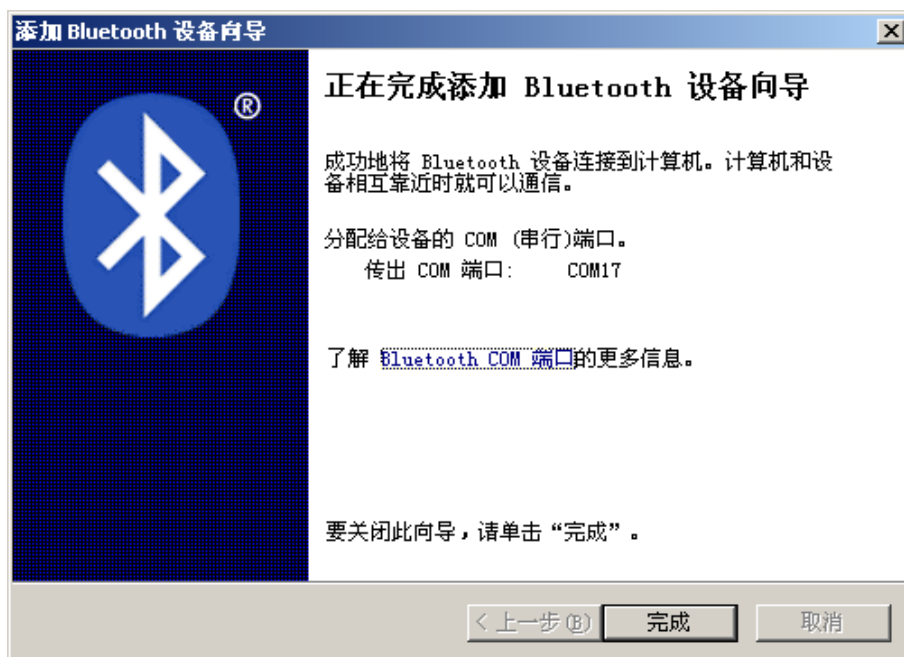 添加 Bluetooth 设备向导
®
正在完成添加 Bluetooth 设备向导
成功地将 Bluetooth 设备连接到计算机。计算机和设
备相互靠近时就可以通信。
分配给设备的 COM (串行)端口。
传出 COM 端口: COM17
了解 Bluetooth COM 端口的更多信息。
要关闭此向导，请单击“完成”。
< 上一步(B) 完成 取消